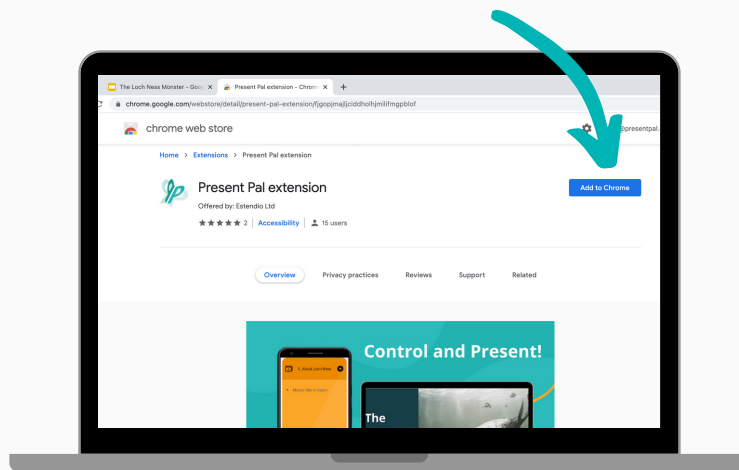 The Loch Ness Monster - Goo
Present Pal extension - Chrom
chrome.google.com/webstore/detail/present-pal-extension/fjgopjmajljciddholhjmilifmgpblof
chrome web store
@presentpal.
Home > Extensions > Present Pal extension
Present Pal extension
Add to Chrome
Offered by: Estendio Ltd
★★★★★ 2 | Accessibility | 15 users
Overview Privacy practices Reviews Support Related
Control and Present!
The